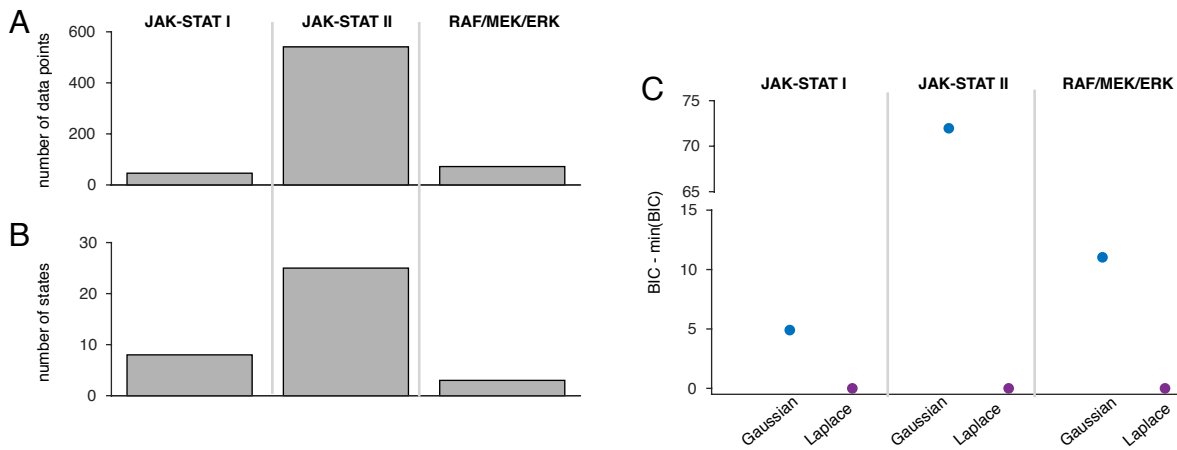 A
JAK-STAT I
JAK-STAT II
RAF/MEK/ERK
number of data points
600
400
200
0
B
number of states
30
20
10
0
C
JAK-STAT I
JAK-STAT II
RAF/MEK/ERK
BIC - min(BIC)
75
70
65
15
10
5
0
Gaussian
Laplace
Gaussian
Laplace
Gaussian
Laplace